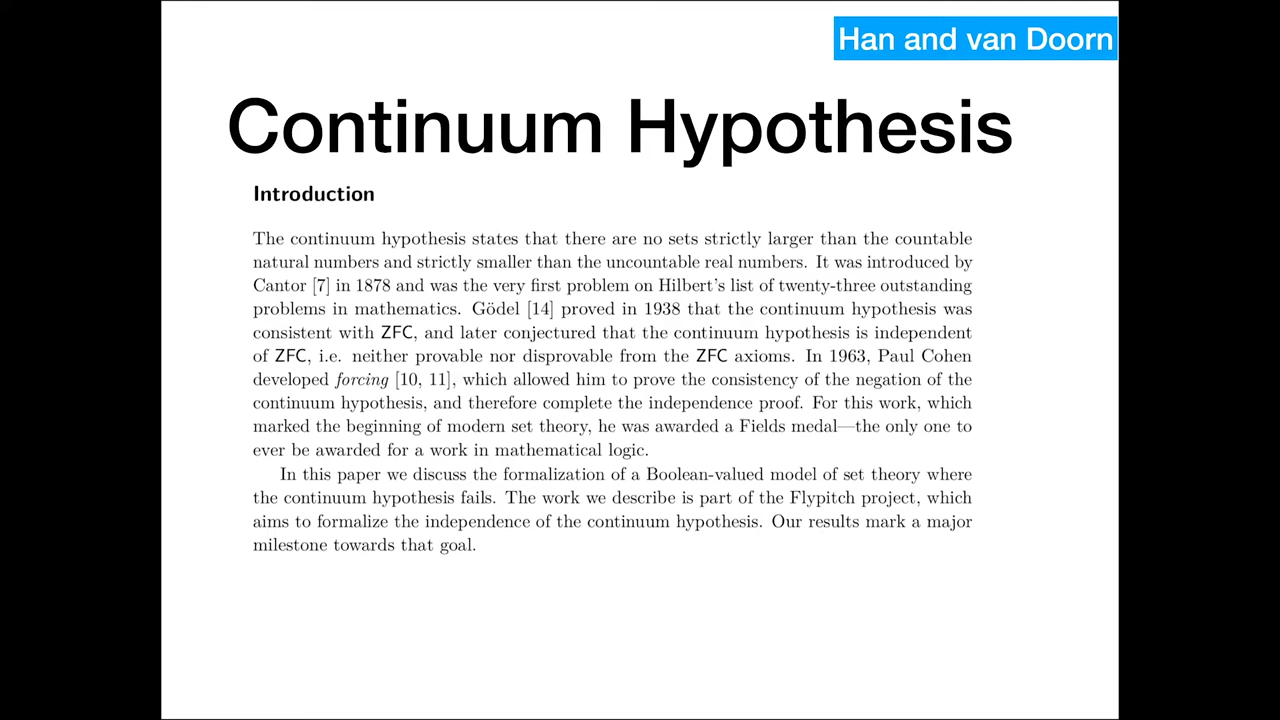 Han and van Doorn
Continuum Hypothesis
Introduction
The continuum hypothesis states that there are no sets strictly larger than the countable
natural numbers and strictly smaller than the uncountable real numbers. It was introduced by
Cantor [7] in 1878 and was the very first problem on Hilbert's list of twenty-three outstanding
problems in mathematics. Gödel [14] proved in 1938 that the continuum hypothesis was
consistent with ZFC, and later conjectured that the continuum hypothesis is independent
of ZFC, i.e. neither provable nor disprovable from the ZFC axioms. In 1963, Paul Cohen
developed forcing [10, 11], which allowed him to prove the consistency of the negation of the
continuum hypothesis, and therefore complete the independence proof. For this work, which
marked the beginning of modern set theory, he was awarded a Fields medal—the only one to
ever be awarded for a work in mathematical logic.
In this paper we discuss the formalization of a Boolean-valued model of set theory where
the continuum hypothesis fails. The work we describe is part of the Flypitch project, which
aims to formalize the independence of the continuum hypothesis. Our results mark a major
milestone towards that goal.